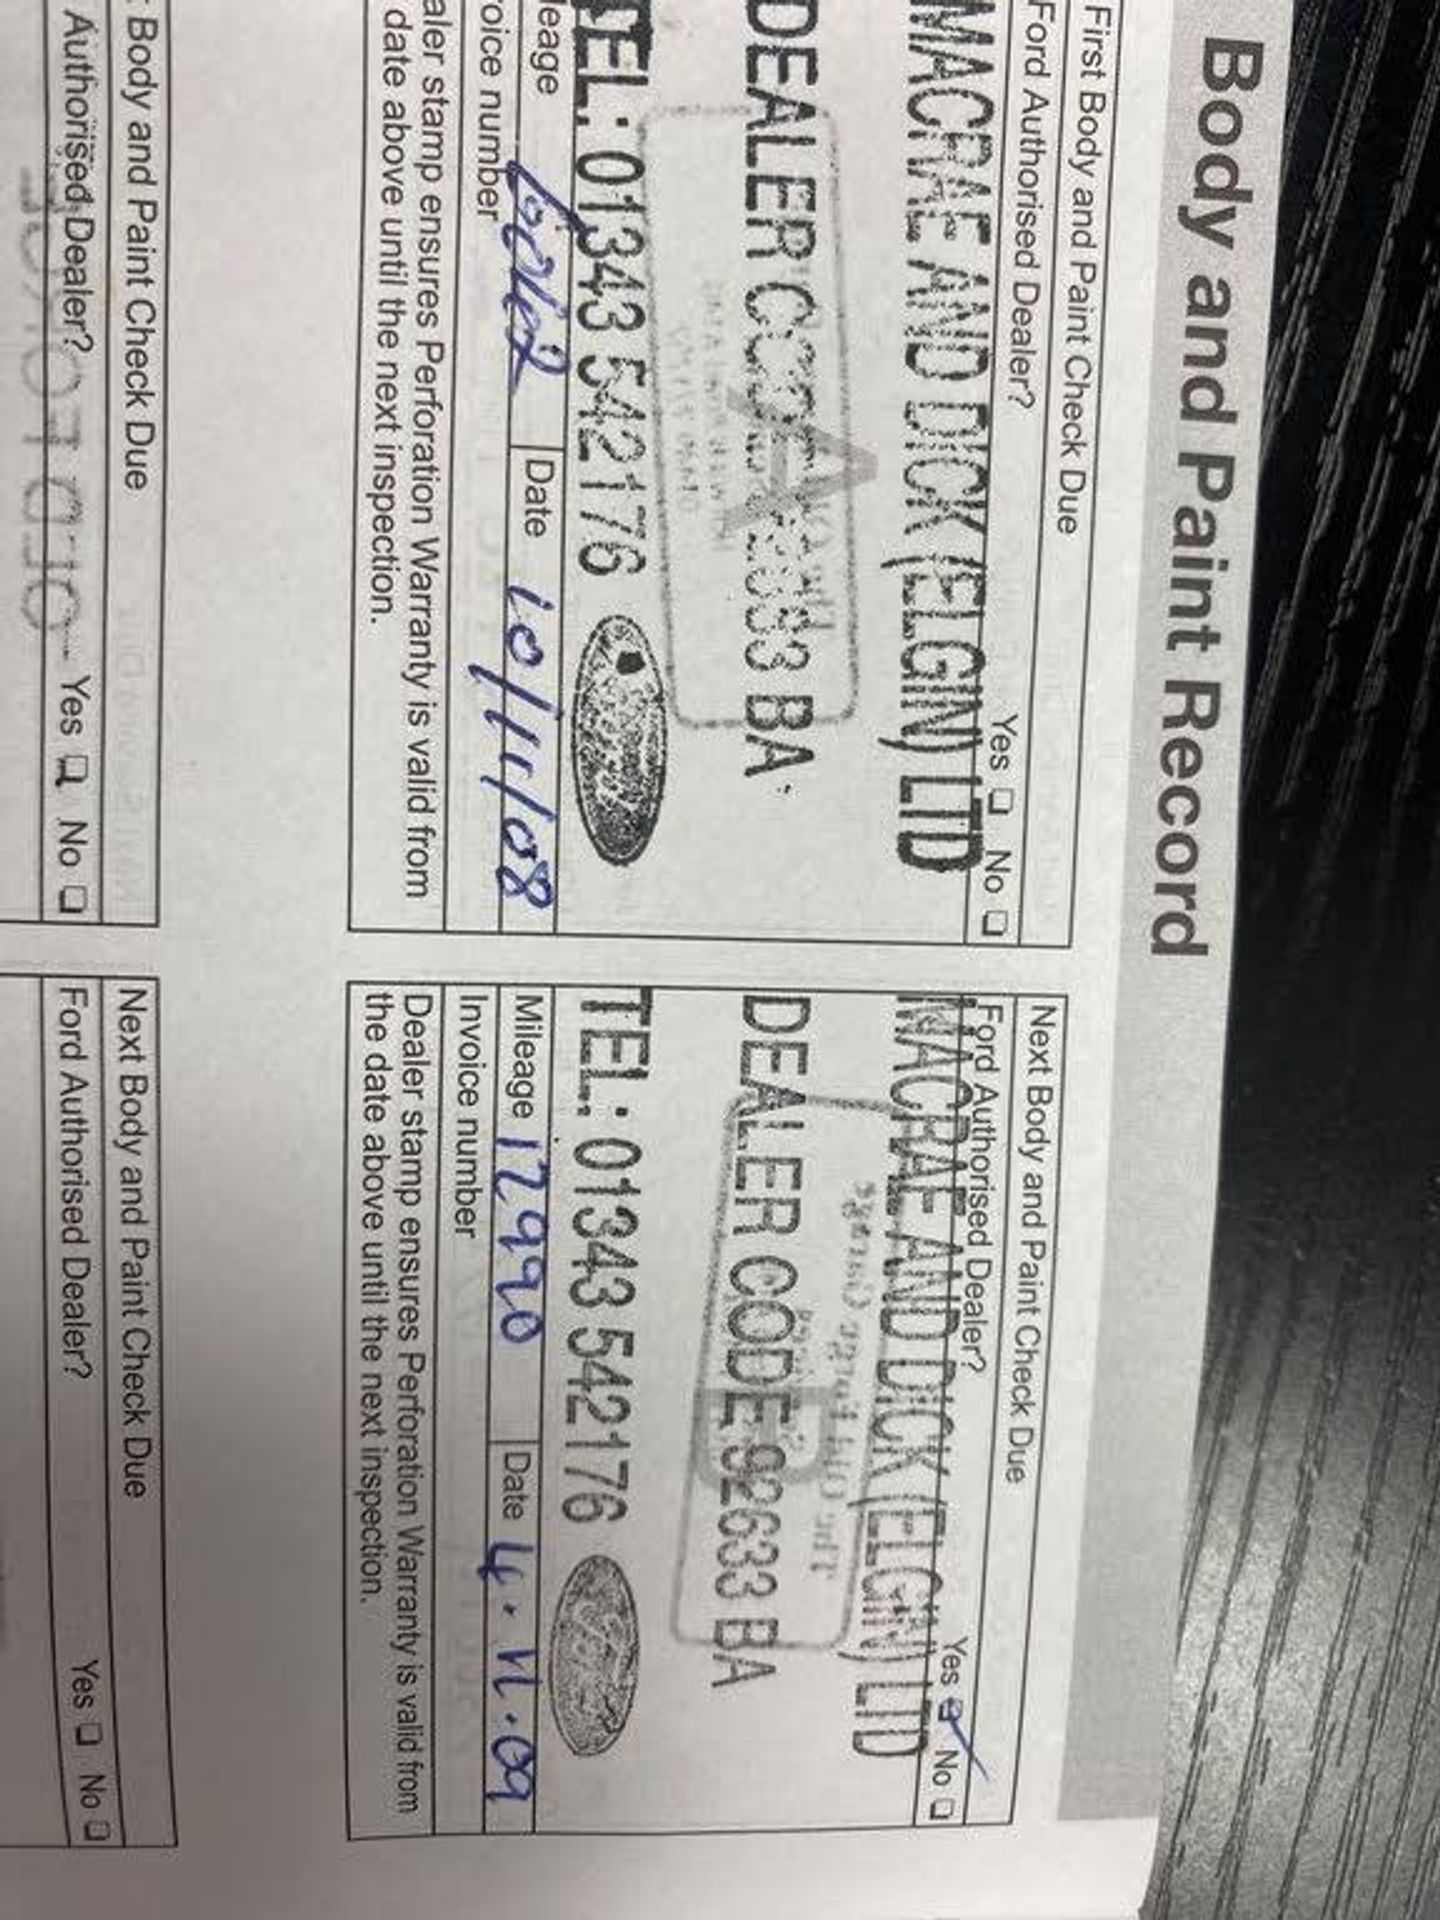 Body and Paint Record
First Body and Paint Check Due
Ford Authorised Dealer? Yes No
MACRAE AND DICK (ELGIN) LTD
DEALER CODE 92633 BA
TEL: 01343 542176
leage Date 10/11/08
oice number
aler stamp ensures Perforation Warranty is valid from
date above until the next inspection.
Next Body and Paint Check Due
Ford Authorised Dealer? Yes No
MACRAE AND DICK (ELGIN) LTD
DEALER CODE 92633 BA
TEL: 01343 542176
Mileage 12990 Date 4.11.09
Invoice number
Dealer stamp ensures Perforation Warranty is valid from
the date above until the next inspection.
Body and Paint Check Due
Authorised Dealer? Yes No
Next Body and Paint Check Due
Ford Authorised Dealer? Yes No